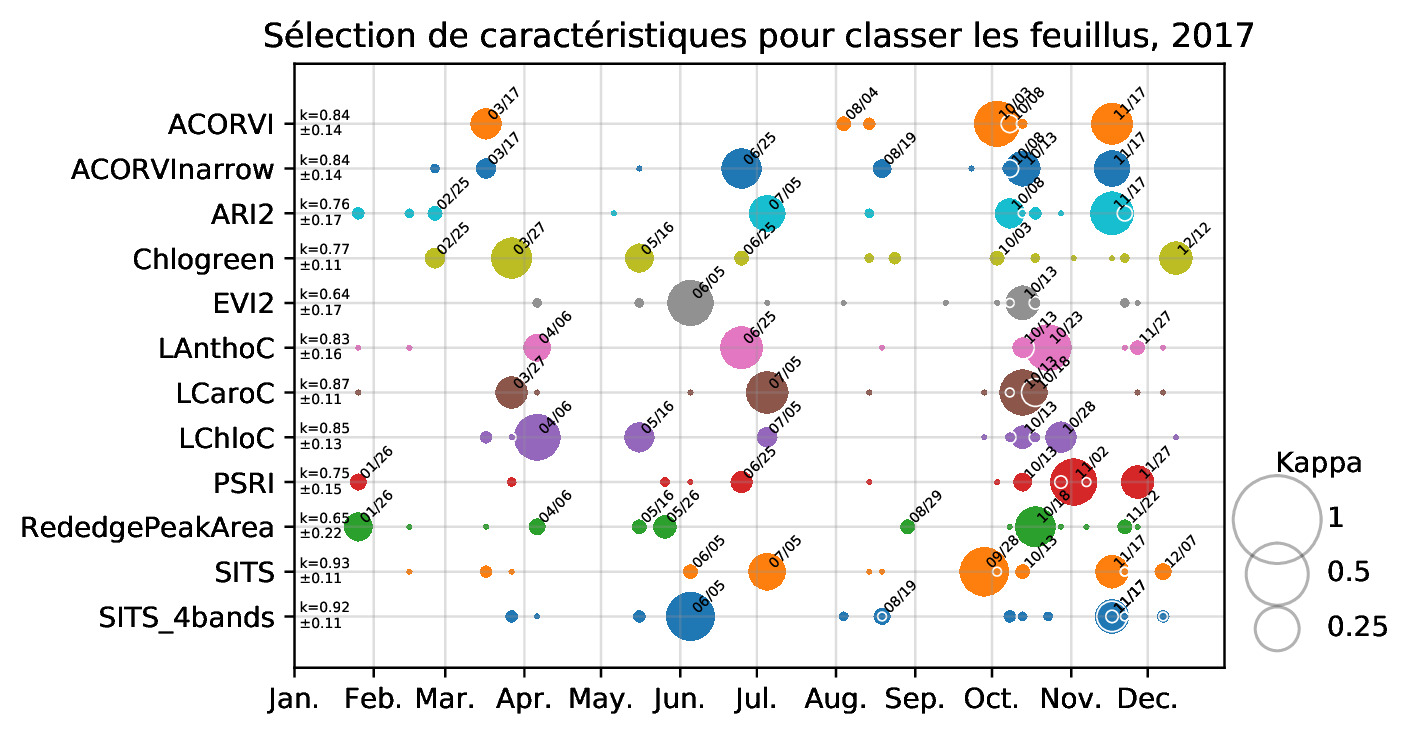 Sélection de caractéristiques pour classer les feuillus, 2017
ACORVI k=0.84 ±0.14 03/17 08/04 10/03 10/08 11/17
ACORVInarrow k=0.84 ±0.14 03/17 06/25 08/19 10/08 10/13 11/17
ARI2 k=0.76 ±0.17 02/25 07/05 10/08 11/17
Chlogreen k=0.77 ±0.11 02/25 03/27 05/16 06/25 10/03 12/12
EVI2 k=0.64 ±0.17 06/05 10/13
LAnthoC k=0.83 ±0.16 04/06 06/25 10/13 10/23 11/27
LCaroC k=0.87 ±0.11 03/27 07/05 10/13 10/18
LChloC k=0.85 ±0.13 04/06 05/16 07/05 10/13 10/28
PSRI k=0.75 ±0.15 01/26 06/25 10/13 11/02 11/27
RededgePeakArea k=0.65 ±0.22 01/26 04/06 05/16 05/26 08/29 10/18 11/22
SITS k=0.93 ±0.11 06/05 07/05 09/28 10/13 11/17 12/07
SITS_4bands k=0.92 ±0.11 06/05 08/19 11/17
Jan. Feb. Mar. Apr. May Jun. Jul. Aug. Sep. Oct. Nov. Dec.
Kappa
1
0.5
0.25